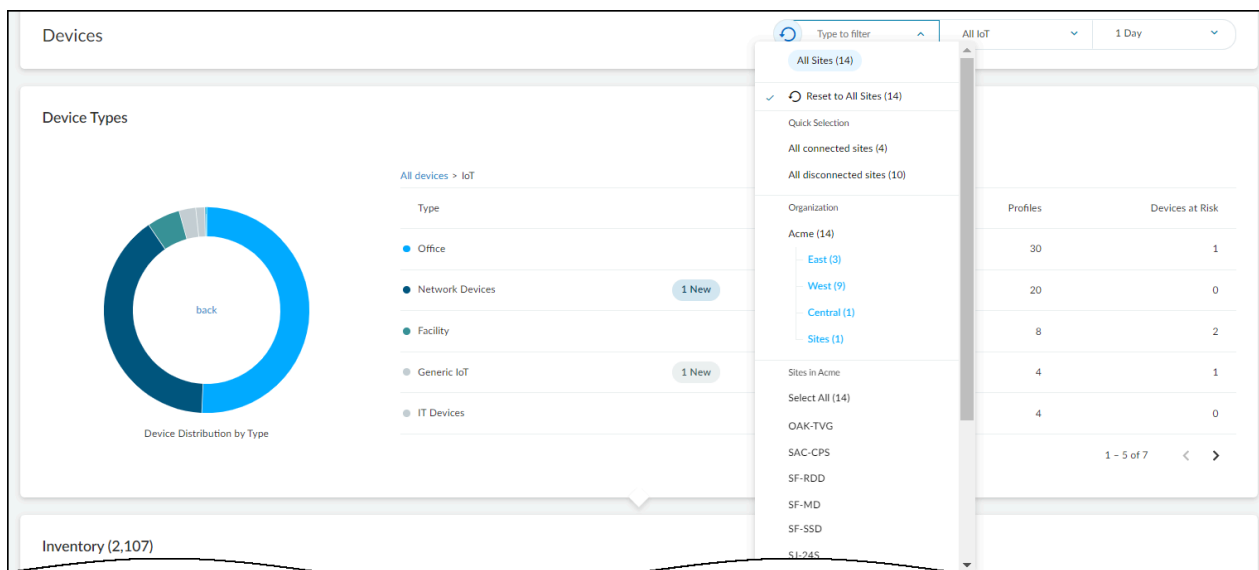 Devices
Type to filter
All IoT
1 Day
All Sites (14)
Reset to All Sites (14)
Quick Selection
All connected sites (4)
All disconnected sites (10)
Organization
Acme (14)
East (3)
West (9)
Central (1)
Sites (1)
Sites in Acme
Select All (14)
OAK-TVG
SAC-CPS
SF-RDD
SF-MD
SF-SSD
SJ-24S
Device Types
back
Device Distribution by Type
All devices > IoT
Type Profiles Devices at Risk
Office 30 1
Network Devices 1 New 20 0
Facility 8 2
Generic IoT 1 New 4 1
IT Devices 4 0
1 – 5 of 7
Inventory (2,107)